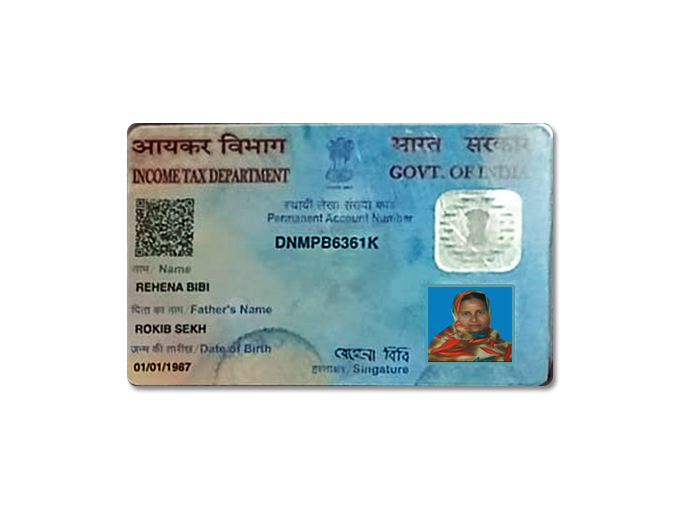 आयकर विभाग
भारत सरकार
INCOME TAX DEPARTMENT
GOVT. OF INDIA
स्थायी लेखा संख्या कार्ड
Permanent Account Number
DNMPB6361K
नाम / Name
REHENA BIBI
पिता का नाम / Father's Name
ROKIB SEKH
जन्म की तारीख / Date of Birth
01/01/1987
রেহেনা বিবি
हस्ताक्षर/ Singature